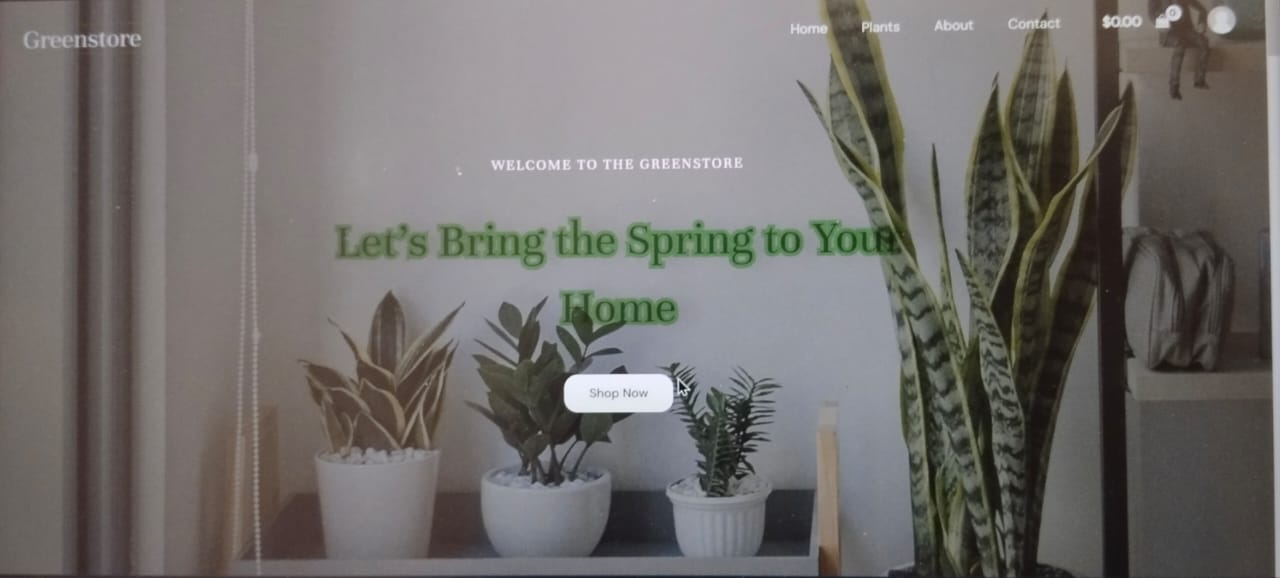 Greenstore
Home Plants About Contact $0.00 0
WELCOME TO THE GREENSTORE
Let's Bring the Spring to Your
Home
Shop Now